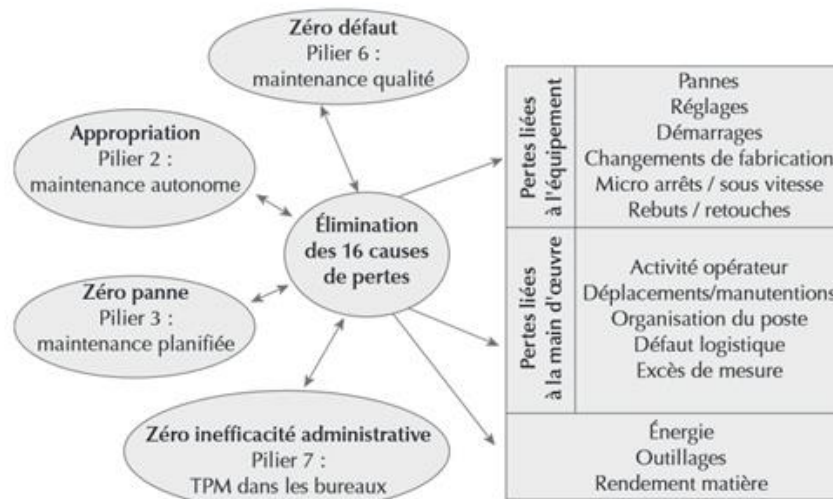 Zéro défaut
Pilier 6 :
maintenance qualité
Appropriation
Pilier 2 :
maintenance autonome
Élimination
des 16 causes
de pertes
Zéro panne
Pilier 3 :
maintenance planifiée
Zéro inefficacité administrative
Pilier 7 :
TPM dans les bureaux
Pertes liées
à l'équipement
Pannes
Réglages
Démarrages
Changements de fabrication
Micro arrêts / sous vitesse
Rebuts / retouches
Pertes liées
à la main d'œuvre
Activité opérateur
Déplacements/manutentions
Organisation du poste
Défaut logistique
Excès de mesure
Énergie
Outillages
Rendement matière